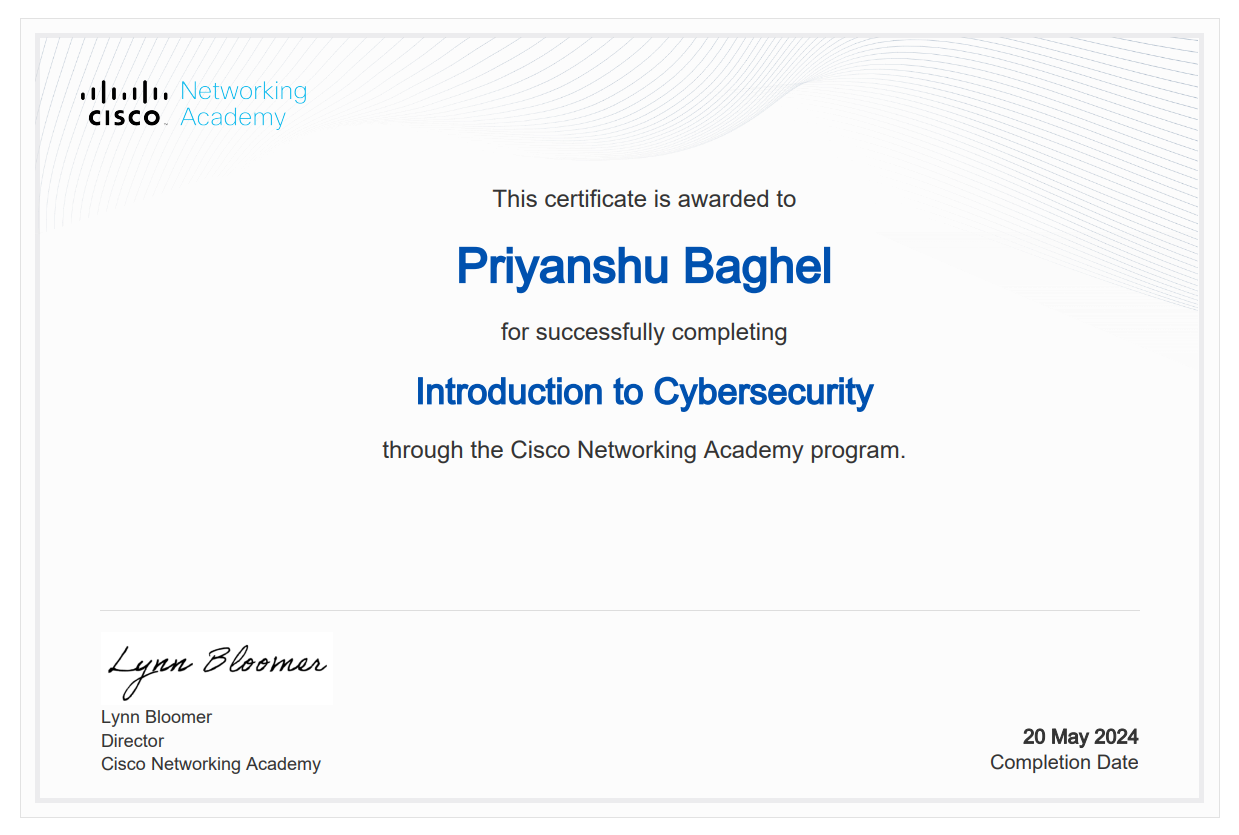 Networking
CISCO Academy
This certificate is awarded to
Priyanshu Baghel
for successfully completing
Introduction to Cybersecurity
through the Cisco Networking Academy program.
Lynn Bloomer
Lynn Bloomer
Director
Cisco Networking Academy
20 May 2024
Completion Date